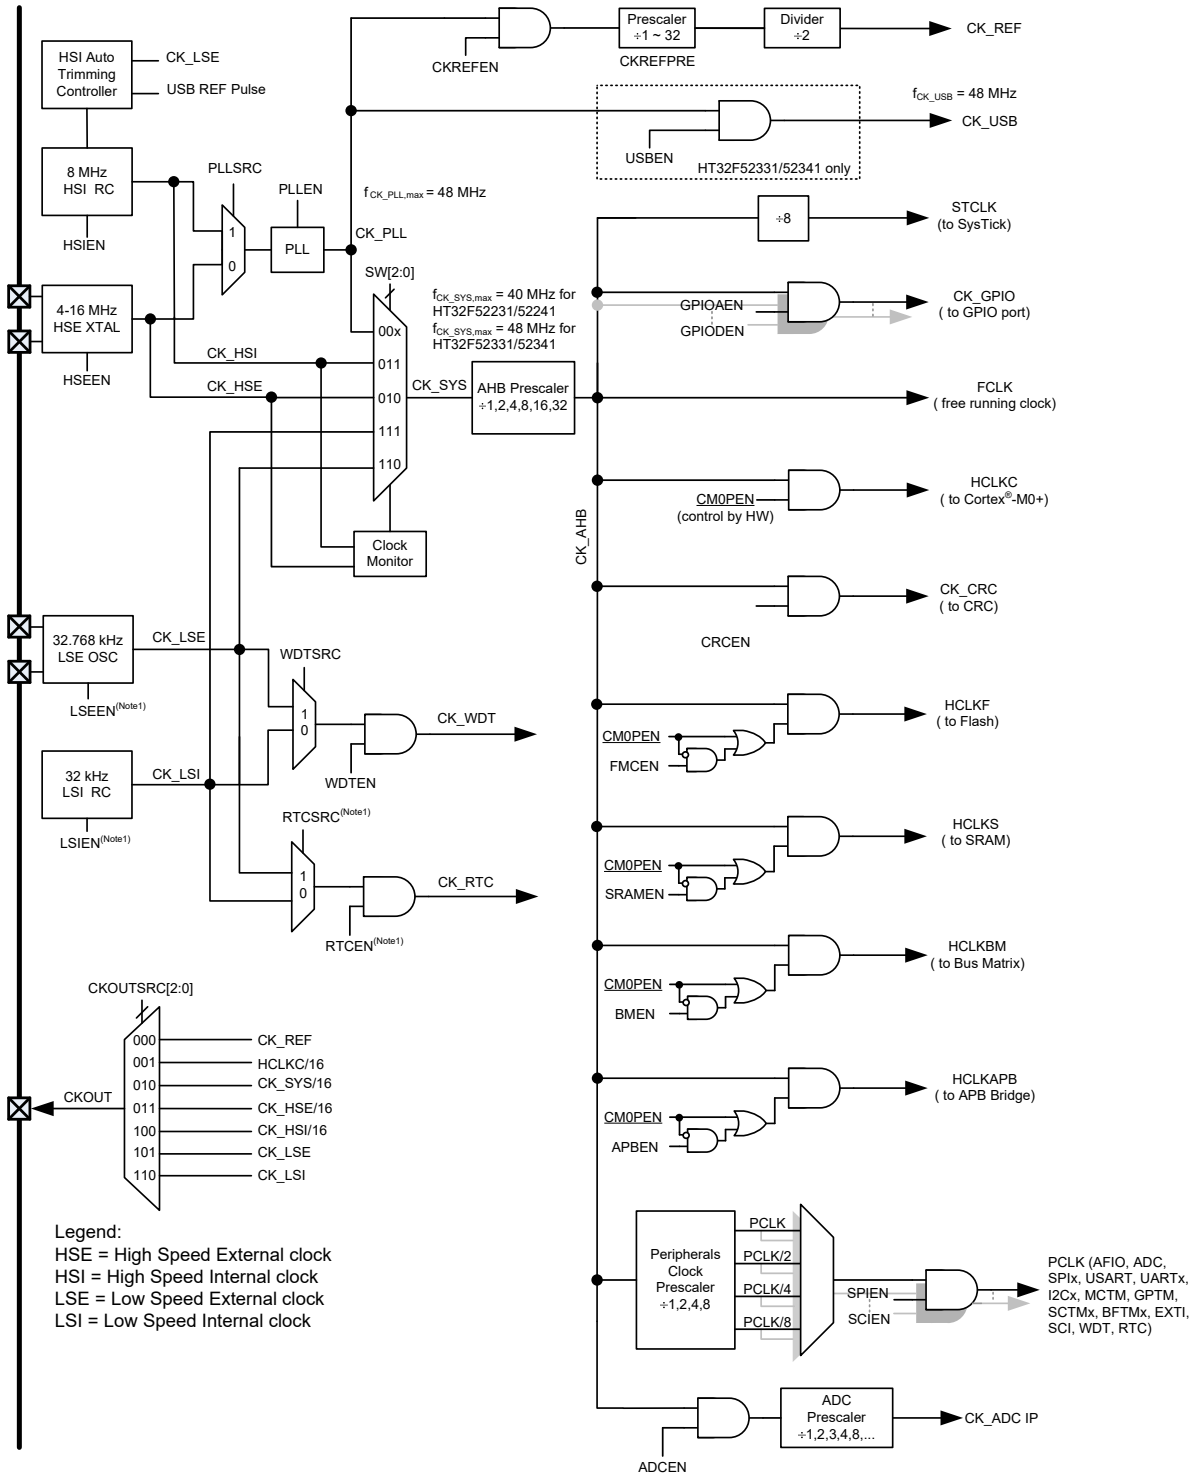 HSI Auto
Trimming
Controller
CK_LSE
USB REF Pulse
8 MHz
HSI RC
HSIEN
PLLSRC
1
0
PLLEN
PLL
CK_PLL
f CK_PLL,max = 48 MHz
4-16 MHz
HSE XTAL
HSEEN
CK_HSI
CK_HSE
SW[2:0]
00x
011
010
111
110
fCK_SYS,max = 40 MHz for
HT32F52231/52241
fCK_SYS,max = 48 MHz for
HT32F52331/52341
CK_SYS
AHB Prescaler
÷1,2,4,8,16,32
Clock
Monitor
CKREFEN
Prescaler
÷1 ~ 32
CKREFPRE
Divider
÷2
CK_REF
USBEN
HT32F52331/52341 only
fCK_USB = 48 MHz
CK_USB
÷8
STCLK
(to SysTick)
GPIOAEN
GPIODEN
CK_GPIO
( to GPIO port)
FCLK
( free running clock)
CM0PEN
(control by HW)
HCLKC
( to Cortex®-M0+)
CK_AHB
CRCEN
CK_CRC
( to CRC)
32.768 kHz
LSE OSC
LSEEN(Note1)
CK_LSE
WDTSRC
1
0
WDTEN
CK_WDT
32 kHz
LSI RC
LSIEN(Note1)
CK_LSI
RTCSRC(Note1)
1
0
RTCEN(Note1)
CK_RTC
CM0PEN
FMCEN
HCLKF
( to Flash)
CM0PEN
SRAMEN
HCLKS
( to SRAM)
CM0PEN
BMEN
HCLKBM
( to Bus Matrix)
CM0PEN
APBEN
HCLKAPB
( to APB Bridge)
CKOUTSRC[2:0]
CKOUT
000 CK_REF
001 HCLKC/16
010 CK_SYS/16
011 CK_HSE/16
100 CK_HSI/16
101 CK_LSE
110 CK_LSI
Legend:
HSE = High Speed External clock
HSI = High Speed Internal clock
LSE = Low Speed External clock
LSI = Low Speed Internal clock
Peripherals
Clock
Prescaler
÷1,2,4,8
PCLK
PCLK/2
PCLK/4
PCLK/8
SPIEN
SCIEN
PCLK (AFIO, ADC,
SPIx, USART, UARTx,
I2Cx, MCTM, GPTM,
SCTMx, BFTMx, EXTI,
SCI, WDT, RTC)
ADCEN
ADC
Prescaler
÷1,2,3,4,8,...
CK_ADC IP